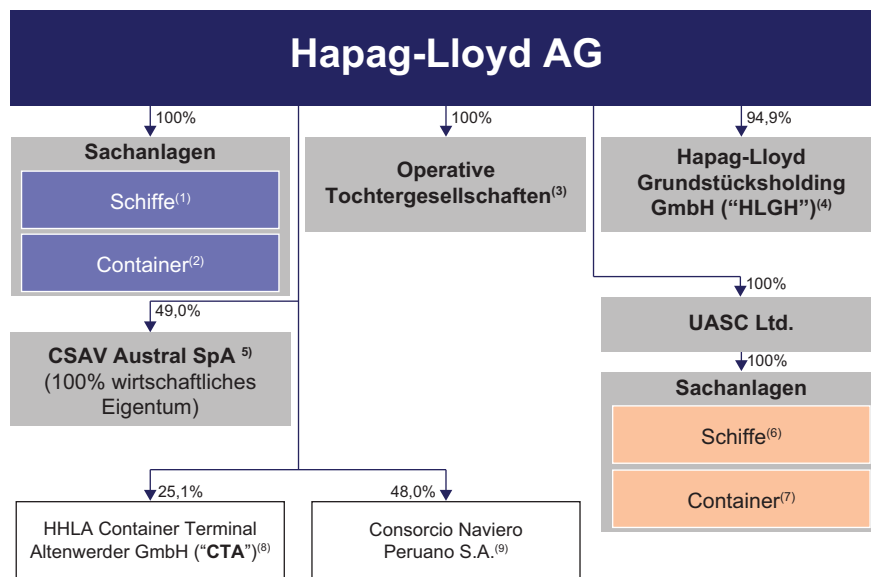 Hapag-Lloyd AG
100%
Sachanlagen
Schiffe(1)
Container(2)
100%
Operative
Tochtergesellschaften(3)
94,9%
Hapag-Lloyd
Grundstücksholding
GmbH (“HLGH”)(4)
49,0%
CSAV Austral SpA 5)
(100% wirtschaftliches
Eigentum)
100%
UASC Ltd.
100%
Sachanlagen
Schiffe(6)
Container(7)
25,1%
HHLA Container Terminal
Altenwerder GmbH (“CTA”)(8)
48,0%
Consorcio Naviero
Peruano S.A.(9)